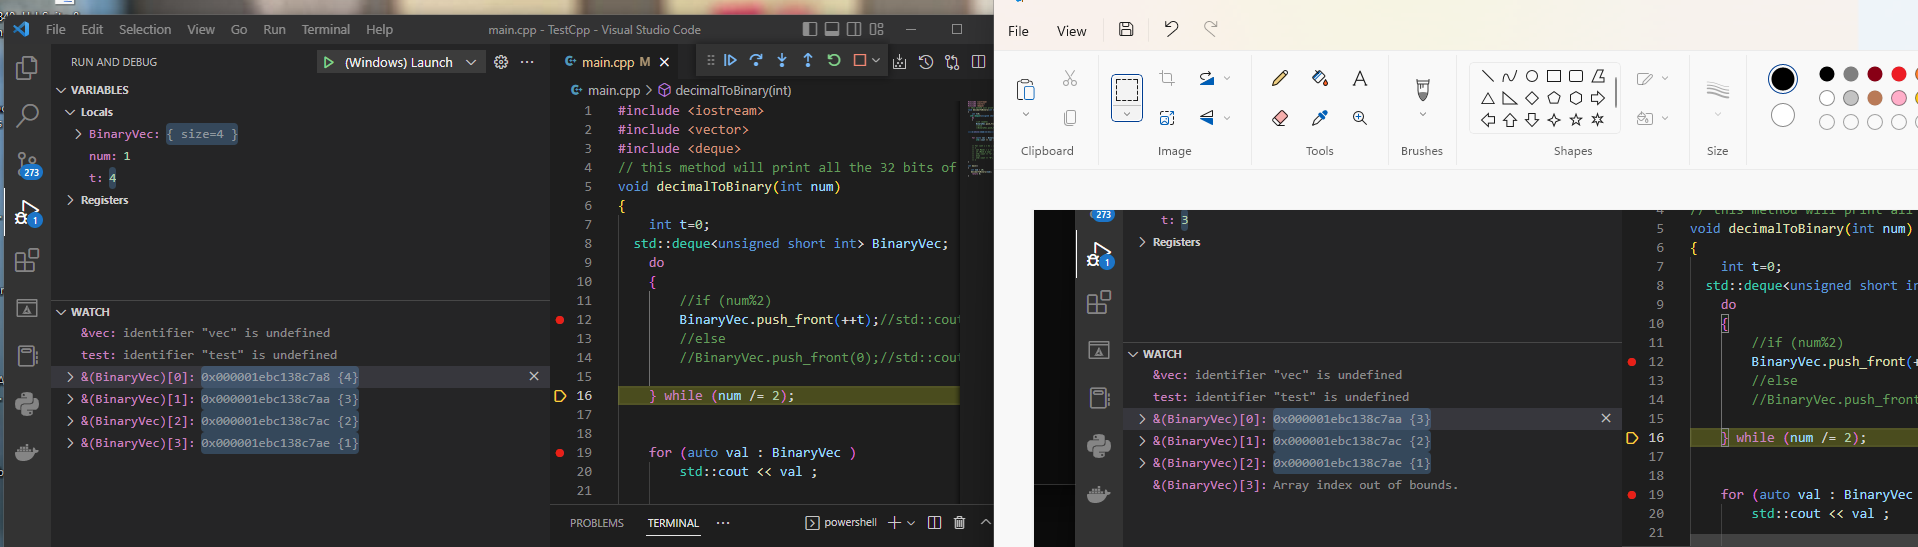 File Edit Selection View Go Run Terminal Help
main.cpp - TestCpp - Visual Studio Code
RUN AND DEBUG
(Windows) Launch
VARIABLES
Locals
BinaryVec: { size=4 }
num: 1
t: 4
Registers
273
1
WATCH
&vec: identifier "vec" is undefined
test: identifier "test" is undefined
&(BinaryVec)[0]: 0x000001ebc138c7a8 {4}
&(BinaryVec)[1]: 0x000001ebc138c7aa {3}
&(BinaryVec)[2]: 0x000001ebc138c7ac {2}
&(BinaryVec)[3]: 0x000001ebc138c7ae {1}
main.cpp M
main.cpp > decimalToBinary(int)
1 #include <iostream>
2 #include <vector>
3 #include <deque>
4 // this method will print all the 32 bits of
5 void decimalToBinary(int num)
6 {
7 int t=0;
8 std::deque<unsigned short int> BinaryVec;
9 do
10 {
11 //if (num%2)
12 BinaryVec.push_front(++t);//std::cout
13 //else
14 //BinaryVec.push_front(0);//std::cout
15
16 } while (num /= 2);
17
18
19 for (auto val : BinaryVec )
20 std::cout << val ;
21
PROBLEMS TERMINAL ··· powershell
File View
Clipboard Image Tools Brushes Shapes Size
273
1
t: 3
Registers
WATCH
&vec: identifier "vec" is undefined
test: identifier "test" is undefined
&(BinaryVec)[0]: 0x000001ebc138c7aa {3}
&(BinaryVec)[1]: 0x000001ebc138c7ac {2}
&(BinaryVec)[2]: 0x000001ebc138c7ae {1}
&(BinaryVec)[3]: Array index out of bounds.
4 // this method will print all
5 void decimalToBinary(int num)
6 {
7 int t=0;
8 std::deque<unsigned short in
9 do
10 {
11 //if (num%2)
12 BinaryVec.push_front(+
13 //else
14 //BinaryVec.push_front
15
16 } while (num /= 2);
17
18
19 for (auto val : BinaryVec
20 std::cout << val ;
21